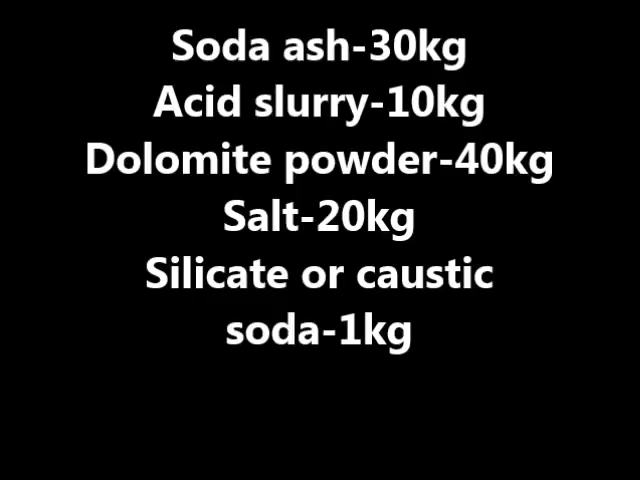 Soda ash-30kg
Acid slurry-10kg
Dolomite powder-40kg
Salt-20kg
Silicate or caustic
soda-1kg